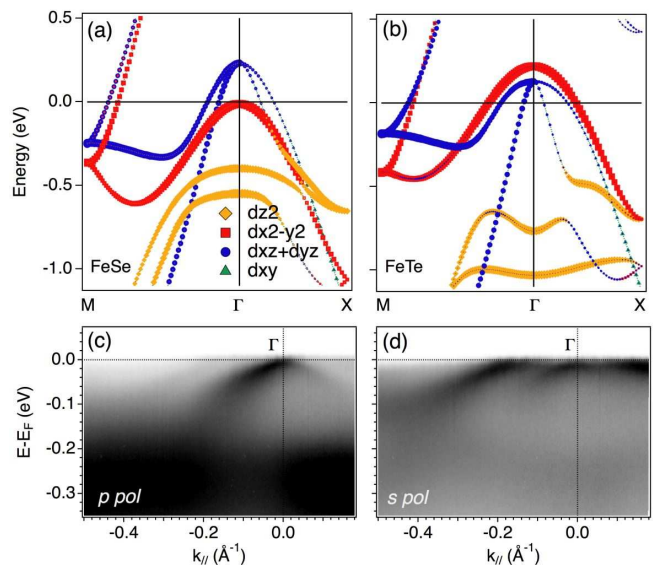 (a)
0.5
0.0
-0.5
-1.0
Energy (eV)
dz2
dx2-y2
dxz+dyz
dxy
FeSe
M
Γ
X
(b)
FeTe
M
Γ
X
(c)
Γ
0.0
-0.1
-0.2
-0.3
E-EF (eV)
p pol
-0.4
-0.2
0.0
k// (Å-1)
(d)
Γ
s pol
-0.4
-0.2
0.0
k// (Å-1)